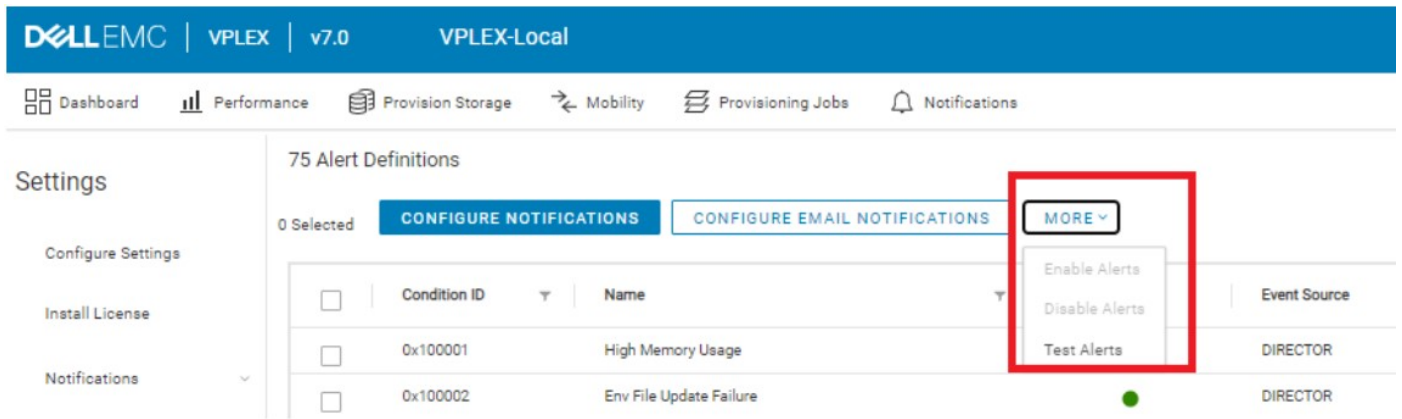 DELLEMC | VPLEX | v7.0 VPLEX-Local
Dashboard Performance Provision Storage Mobility Provisioning Jobs Notifications
Settings
Configure Settings
Install License
Notifications
75 Alert Definitions
0 Selected CONFIGURE NOTIFICATIONS CONFIGURE EMAIL NOTIFICATIONS MORE
Enable Alerts
Disable Alerts
Test Alerts
Condition ID Name Event Source
0x100001 High Memory Usage DIRECTOR
0x100002 Env File Update Failure DIRECTOR